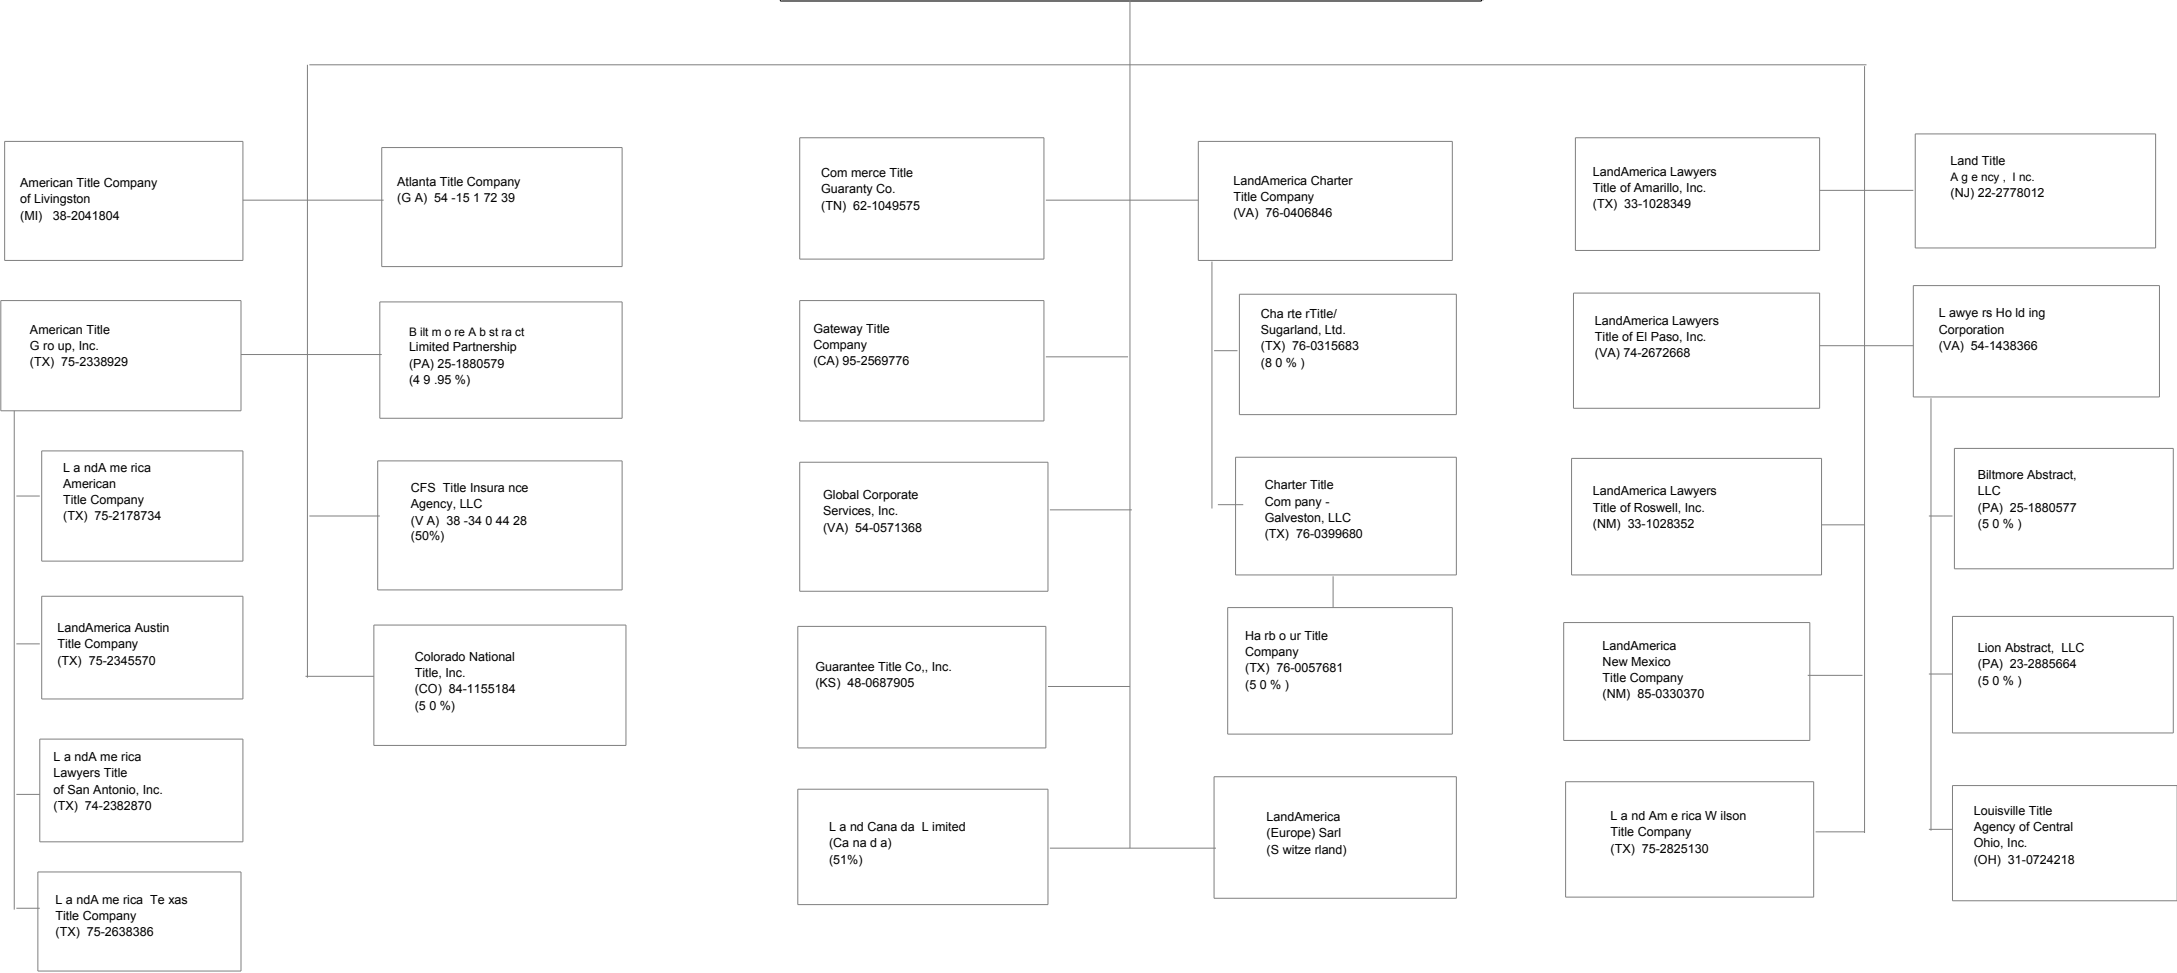 American Title Company
of Livingston
(MI) 38-2041804
American Title
Group, Inc.
(TX) 75-2338929
LandAmerica
American
Title Company
(TX) 75-2178734
LandAmerica Austin
Title Company
(TX) 75-2345570
LandAmerica
Lawyers Title
of San Antonio, Inc.
(TX) 74-2382870
LandAmerica Texas
Title Company
(TX) 75-2638386
Atlanta Title Company
(GA) 54-1517239
Biltmore Abstract
Limited Partnership
(PA) 25-1880579
(49.95%)
CFS Title Insurance
Agency, LLC
(VA) 38-3404428
(50%)
Colorado National
Title, Inc.
(CO) 84-1155184
(50%)
Commerce Title
Guaranty Co.
(TN) 62-1049575
Gateway Title
Company
(CA) 95-2569776
Global Corporate
Services, Inc.
(VA) 54-0571368
Guarantee Title Co,, Inc.
(KS) 48-0687905
Land Canada Limited
(Canada)
(51%)
LandAmerica Charter
Title Company
(VA) 76-0406846
CharterTitle/
Sugarland, Ltd.
(TX) 76-0315683
(80%)
Charter Title
Company -
Galveston, LLC
(TX) 76-0399680
Harbour Title
Company
(TX) 76-0057681
(50%)
LandAmerica
(Europe) Sarl
(Switzerland)
LandAmerica Lawyers
Title of Amarillo, Inc.
(TX) 33-1028349
LandAmerica Lawyers
Title of El Paso, Inc.
(VA) 74-2672668
LandAmerica Lawyers
Title of Roswell, Inc.
(NM) 33-1028352
LandAmerica
New Mexico
Title Company
(NM) 85-0330370
LandAmerica Wilson
Title Company
(TX) 75-2825130
Land Title
Agency, Inc.
(NJ) 22-2778012
Lawyers Holding
Corporation
(VA) 54-1438366
Biltmore Abstract,
LLC
(PA) 25-1880577
(50%)
Lion Abstract, LLC
(PA) 23-2885664
(50%)
Louisville Title
Agency of Central
Ohio, Inc.
(OH) 31-0724218